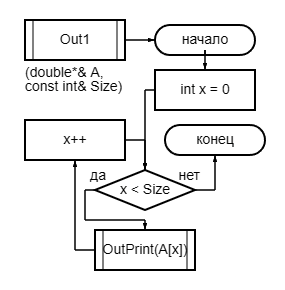 Out1
начало
(double*& A,
const int& Size)
int x = 0
x++
конец
да
нет
x < Size
OutPrint(A[x])